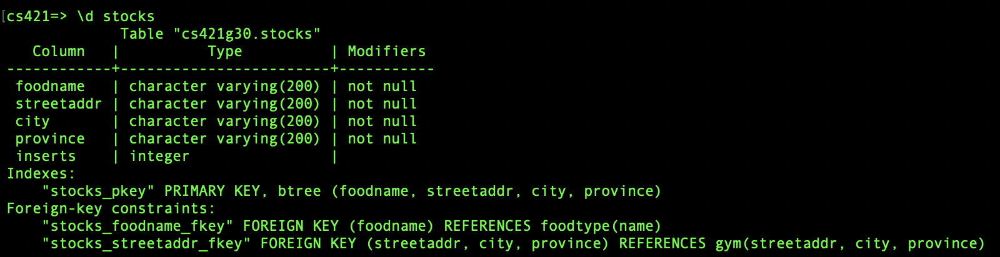 [cs421=> \d stocks
Table "cs421g30.stocks"
Column | Type | Modifiers
------------+------------------------+-----------
foodname | character varying(200) | not null
streetaddr | character varying(200) | not null
city | character varying(200) | not null
province | character varying(200) | not null
inserts | integer |
Indexes:
"stocks_pkey" PRIMARY KEY, btree (foodname, streetaddr, city, province)
Foreign-key constraints:
"stocks_foodname_fkey" FOREIGN KEY (foodname) REFERENCES foodtype(name)
"stocks_streetaddr_fkey" FOREIGN KEY (streetaddr, city, province) REFERENCES gym(streetaddr, city, province)